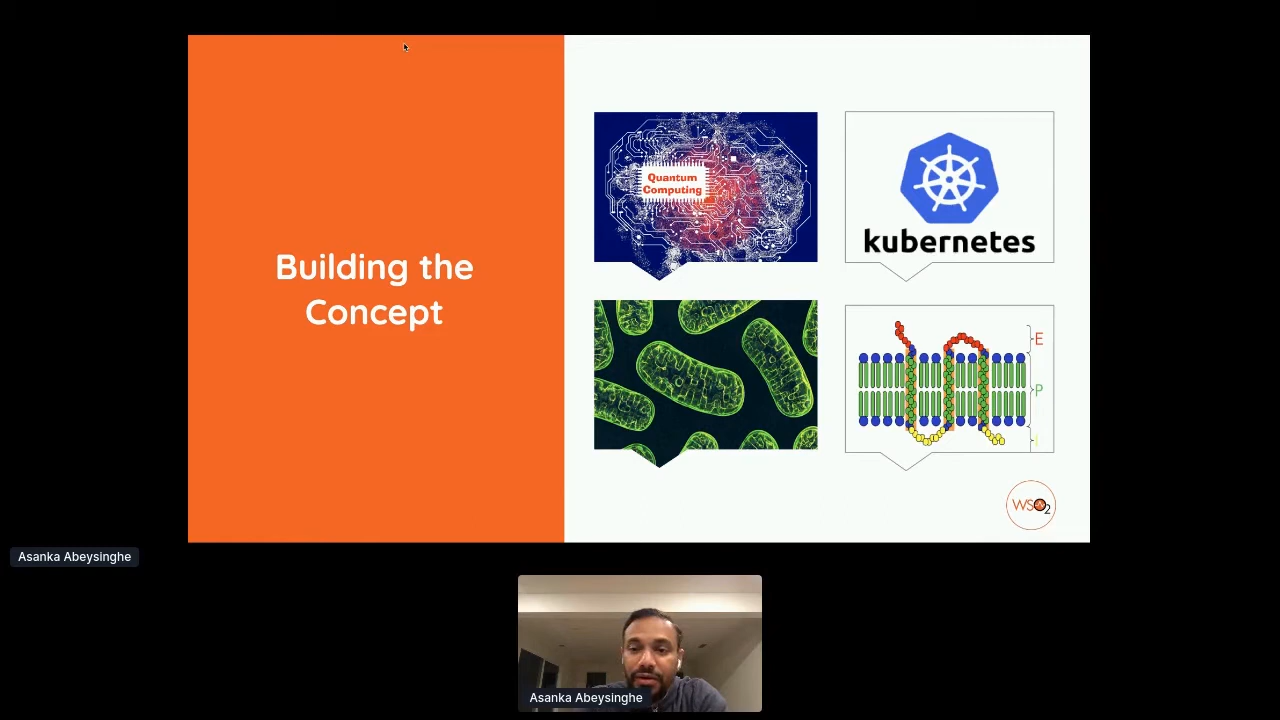 Building the
Concept
Quantum
Computing
kubernetes
E
P
I
WSO2
Asanka Abeysinghe
Asanka Abeysinghe